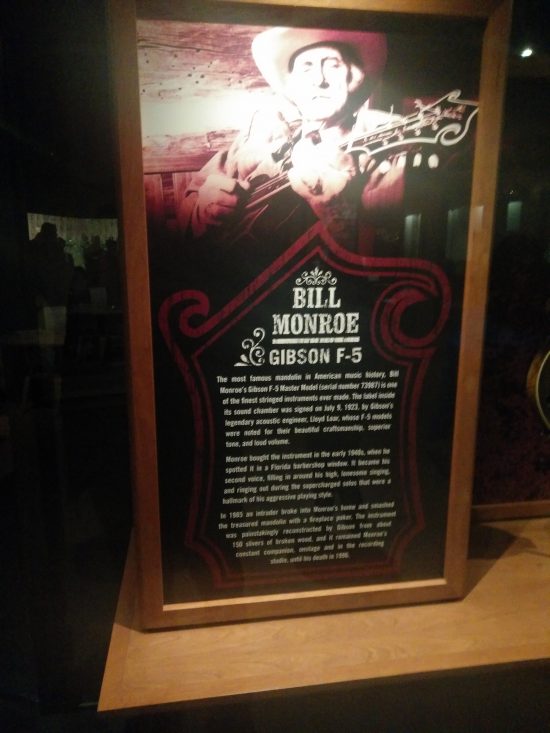 BILL
MONROE
GIBSON F-5
The most famous mandolin in American music history, Bill
Monroe's Gibson F-5 Master Model (serial number 73987) is one
of the finest stringed instruments ever made. The label inside
its sound chamber was signed on July 9, 1923, by Gibson's
legendary acoustic engineer, Lloyd Loar, whose F-5 models
were noted for their beautiful craftsmanship, superior
tone, and loud volume.
Monroe bought the instrument in the early 1940s, when he
spotted it in a Florida barbershop window. It became his
second voice, filling in around his high, lonesome singing,
and ringing out during the supercharged solos that were a
hallmark of his aggressive playing style.
In 1985 an intruder broke into Monroe's home and smashed
the treasured mandolin with a fireplace poker. The instrument
was painstakingly reconstructed by Gibson from about
150 slivers of broken wood, and it remained Monroe's
constant companion, onstage and in the recording
studio, until his death in 1996.